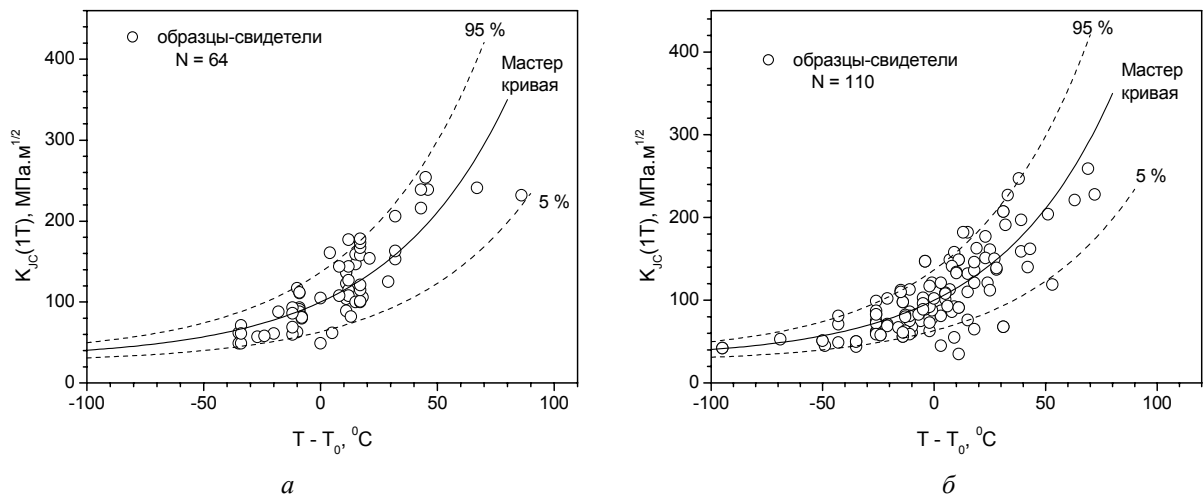 400
300
200
100
0
-100
-50
0
50
100
K_JC(1T), МПа.м^1/2
T - T_0, ^0C
образцы-свидетели
N = 64
95 %
Мастер
кривая
5 %
а
400
300
200
100
0
-100
-50
0
50
100
K_JC(1T), МПа.м^1/2
T - T_0, ^0C
образцы-свидетели
N = 110
95 %
Мастер
кривая
5 %
б